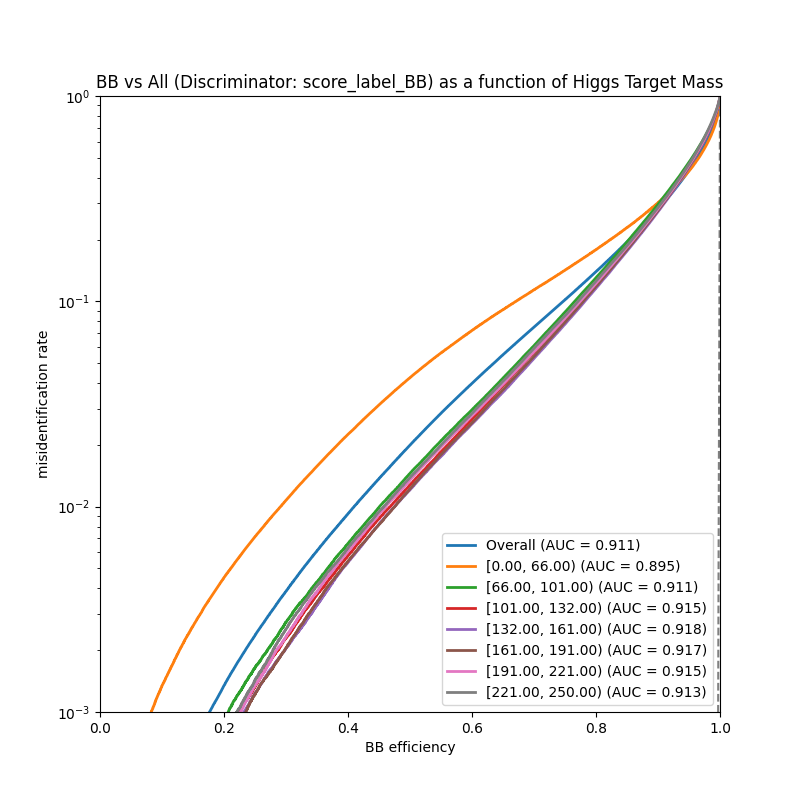 BB vs All (Discriminator: score_label_BB) as a function of Higgs Target Mass
10⁰
10⁻¹
10⁻²
10⁻³
misidentification rate
Overall (AUC = 0.911)
[0.00, 66.00) (AUC = 0.895)
[66.00, 101.00) (AUC = 0.911)
[101.00, 132.00) (AUC = 0.915)
[132.00, 161.00) (AUC = 0.918)
[161.00, 191.00) (AUC = 0.917)
[191.00, 221.00) (AUC = 0.915)
[221.00, 250.00) (AUC = 0.913)
0.0 0.2 0.4 0.6 0.8 1.0
BB efficiency